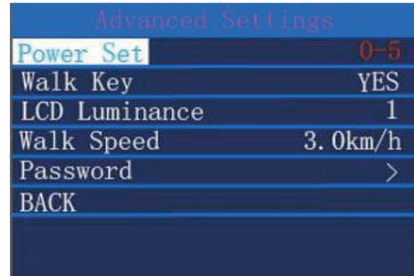 Advanced Settings
Power Set 0-5
Walk Key YES
LCD Luminance 1
Walk Speed 3.0km/h
Password >
BACK